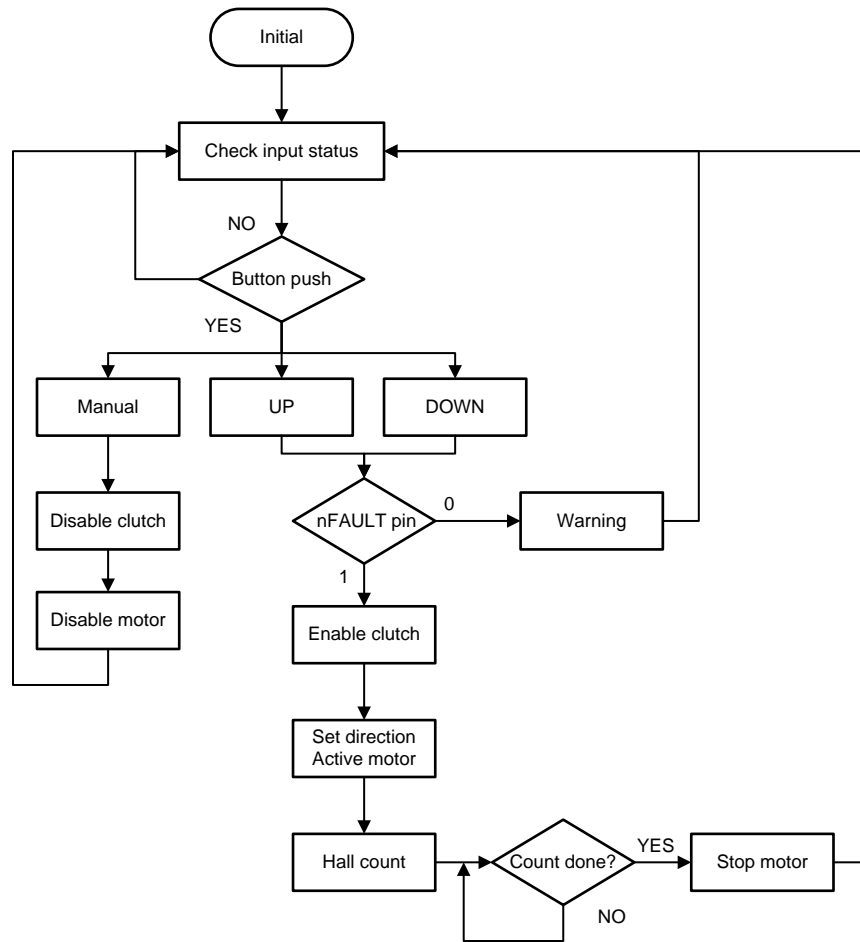 Initial
Check input status
NO
Button push
YES
Manual
UP
DOWN
nFAULT pin
0
Warning
Disable clutch
1
Disable motor
Enable clutch
Set direction
Active motor
Hall count
Count done?
YES
Stop motor
NO